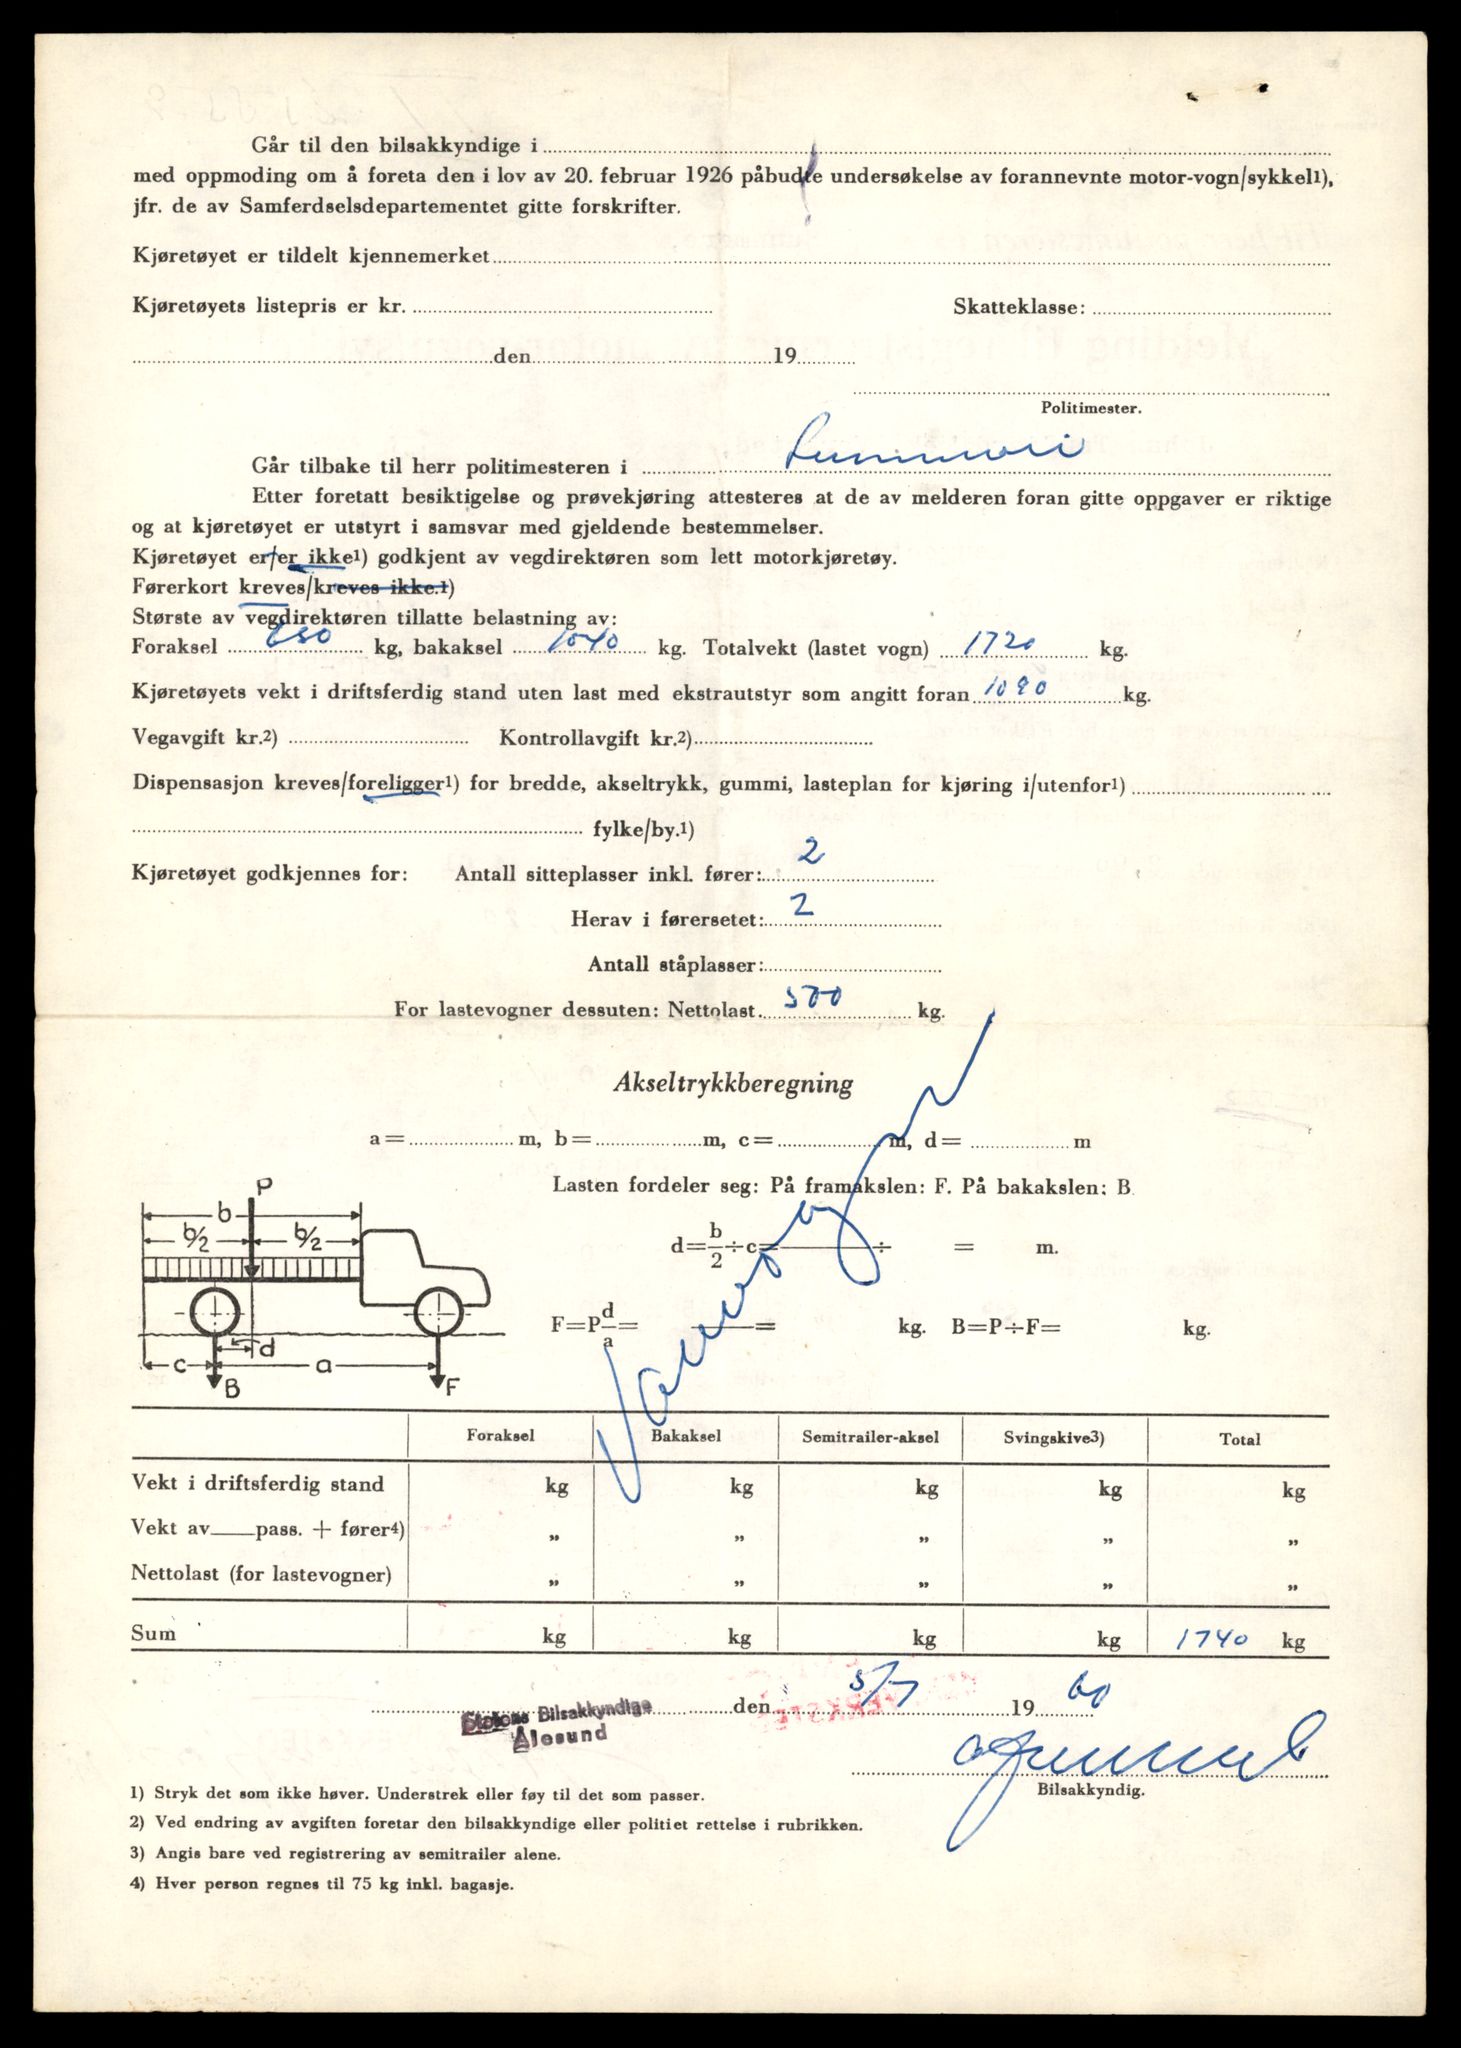 Går til den bilsakkyndige i
med oppmoding om å foreta den i lov av 20. februar 1926 påbudte undersøkelse av forannevnte motor-vogn/sykkel1),
jfr. de av Samferdselsdepartementet gitte forskrifter.
Kjøretøyet er tildelt kjennemerket
Kjøretøyets listepris er kr. Skatteklasse:
den 19
Politimester.
Går tilbake til herr politimesteren i
Etter foretatt besiktigelse og prøvekjøring attesteres at de av melderen foran gitte oppgaver er riktige
og at kjøretøyet er utstyrt i samsvar med gjeldende bestemmelser.
Kjøretøyet er/er ikke1) godkjent av vegdirektøren som lett motorkjøretøy.
Førerkort kreves/kreves ikke.1)
Største av vegdirektøren tillatte belastning av:
Foraksel kg, bakaksel 1040 kg. Totalvekt (lastet vogn) 1720 kg.
Kjøretøyets vekt i driftsferdig stand uten last med ekstrautstyr som angitt foran 1090 kg.
Vegavgift kr.2) Kontrollavgift kr.2)
Dispensasjon kreves/foreligger1) for bredde, akseltrykk, gummi, lasteplan for kjøring i/utenfor1)
fylke/by.1)
Kjøretøyet godkjennes for: Antall sitteplasser inkl. fører: 2
Herav i førersetet: 2
Antall ståplasser:
For lastevogner dessuten: Nettolast 500 kg.
Akseltrykkberegning
a = m, b = m, c = m, d = m
Lasten fordeler seg: På framakslen: F. På bakakslen: B.
d = b/2 ÷ c = ÷ = m.
F = P d/a = = kg. B = P ÷ F = kg.
P
b
b/2 b/2
d
c a
B F
Varevogn
Foraksel Bakaksel Semitrailer-aksel Svingskive3) Total
Vekt i driftsferdig stand kg kg kg kg kg
Vekt av pass. + fører4) „ „ „ „ „
Nettolast (for lastevogner) „ „ „ „ „
Sum kg kg kg kg 1740 kg
Statens Bilsakkyndige den 5/7 19 60
Ålesund
Bilsakkyndig.
1) Stryk det som ikke høver. Understrek eller føy til det som passer.
2) Ved endring av avgiften foretar den bilsakkyndige eller politiet rettelse i rubrikken.
3) Angis bare ved registrering av semitrailer alene.
4) Hver person regnes til 75 kg inkl. bagasje.